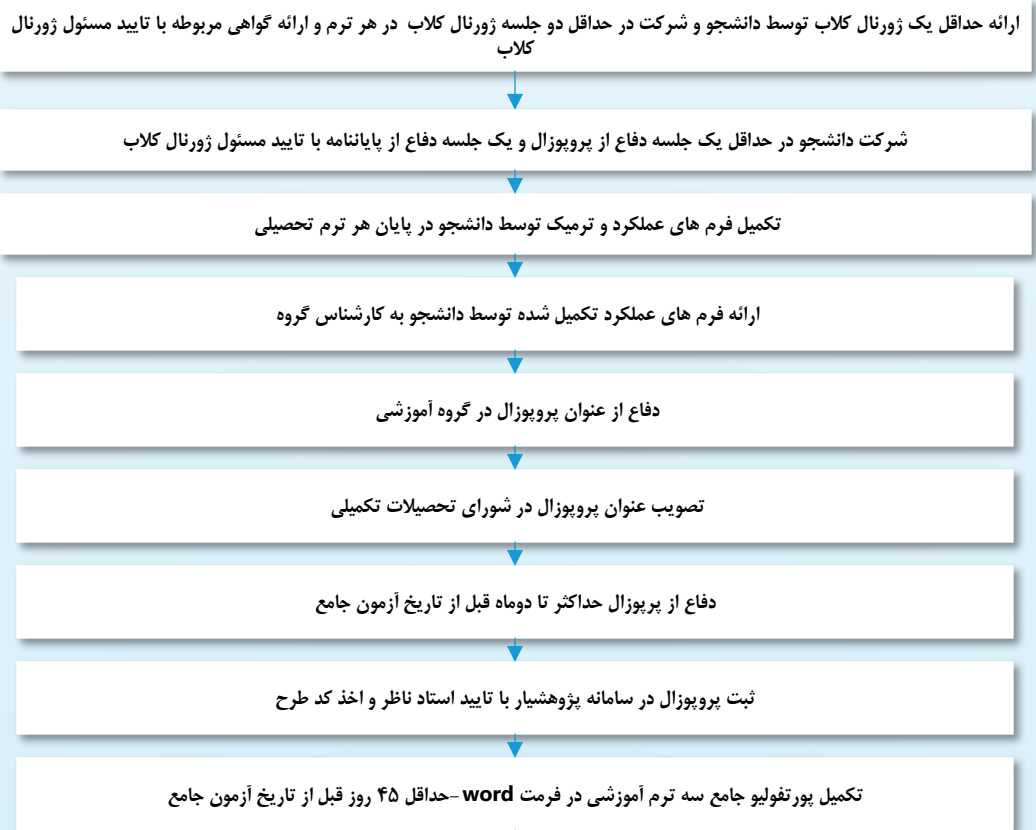 ارائه حداقل یک ژورنال کلاب توسط دانشجو و شرکت در حداقل دو جلسه ژورنال کلاب در هر ترم و ارائه گواهی مربوطه با تایید مسئول ژورنال
کلاب
شرکت دانشجو در حداقل یک جلسه دفاع از پروپوزال و یک جلسه دفاع از پایاننامه با تایید مسئول ژورنال کلاب
تکمیل فرم های عملکرد و ترمیک توسط دانشجو در پایان هر ترم تحصیلی
ارائه فرم های عملکرد تکمیل شده توسط دانشجو به کارشناس گروه
دفاع از عنوان پروپوزال در گروه آموزشی
تصویب عنوان پروپوزال در شورای تحصیلات تکمیلی
دفاع از پرپوزال حداکثر تا دوماه قبل از تاریخ آزمون جامع
ثبت پروپوزال در سامانه پژوهشیار با تایید استاد ناظر و اخذ کد طرح
تکمیل پورتفولیو جامع سه ترم آموزشی در فرمت word -حداقل ۴۵ روز قبل از تاریخ آزمون جامع